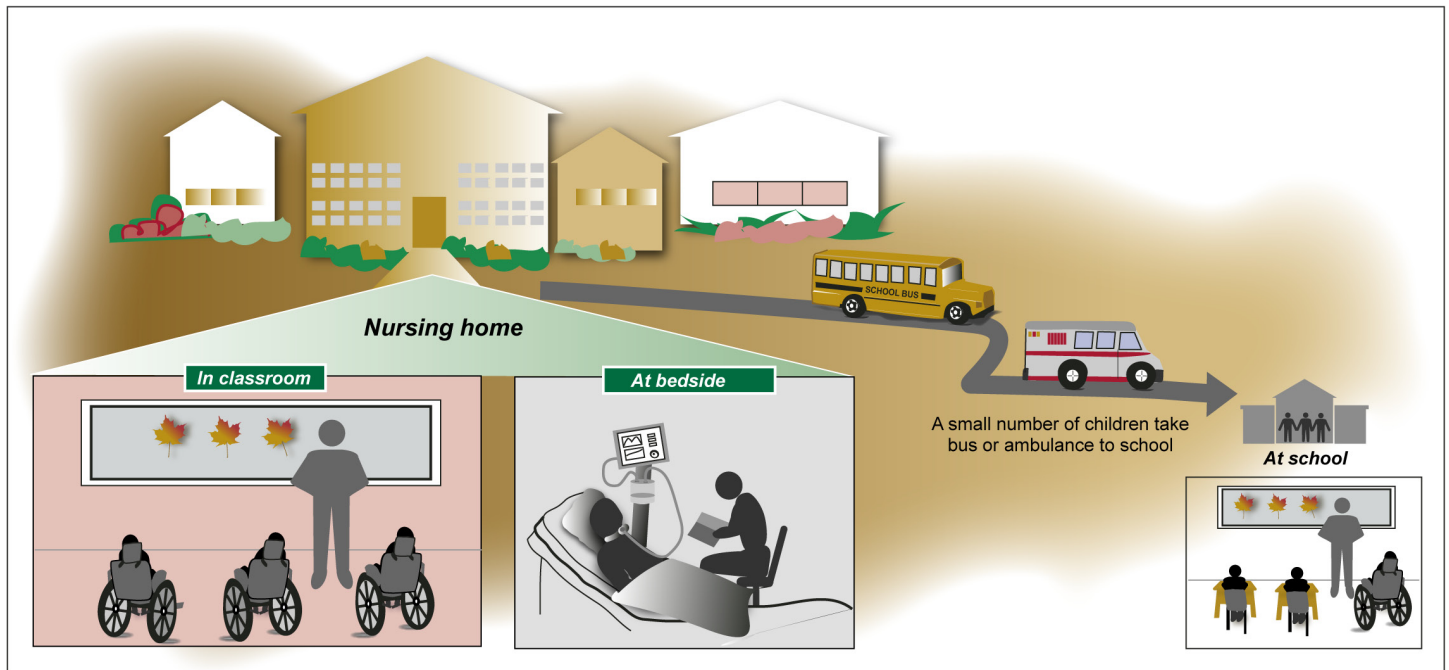 SCHOOL BUS
Nursing home
In classroom
At bedside
A small number of children take
bus or ambulance to school
At school